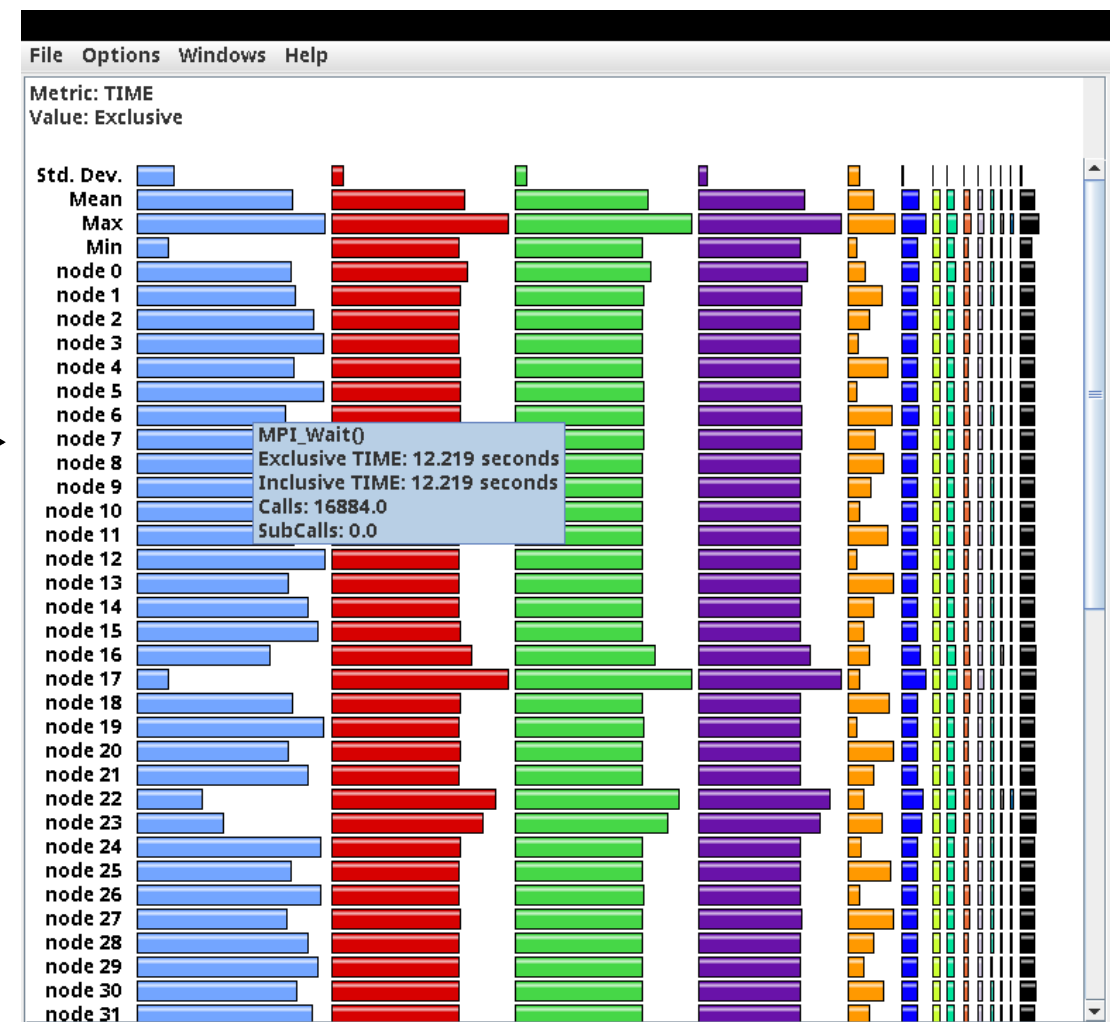 File Options Windows Help
Metric: TIME
Value: Exclusive
Std. Dev.
Mean
Max
Min
node 0
node 1
node 2
node 3
node 4
node 5
node 6
node 7
MPI_Wait()
node 8
Exclusive TIME: 12.219 seconds
node 9
Inclusive TIME: 12.219 seconds
node 10
Calls: 16884.0
node 11
SubCalls: 0.0
node 12
node 13
node 14
node 15
node 16
node 17
node 18
node 19
node 20
node 21
node 22
node 23
node 24
node 25
node 26
node 27
node 28
node 29
node 30
node 31